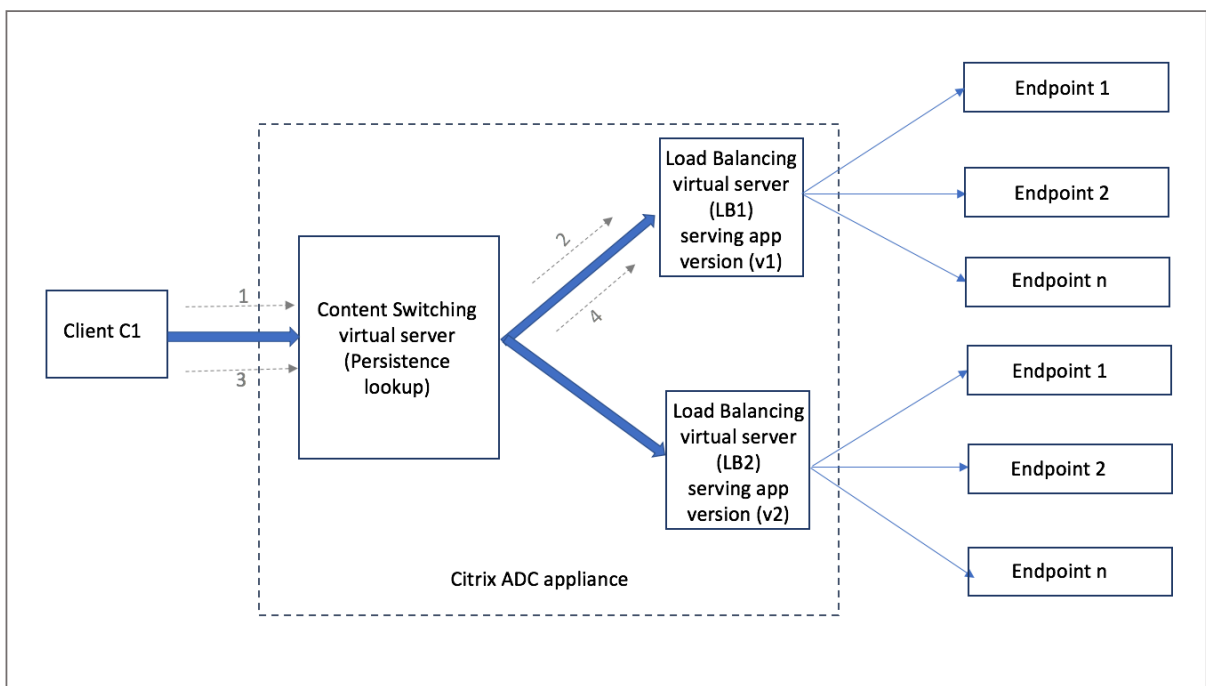 Client C1
1
3
Content Switching
virtual server
(Persistence
lookup)
2
4
Load Balancing
virtual server
(LB1)
serving app
version (v1)
Load Balancing
virtual server
(LB2)
serving app
version (v2)
Citrix ADC appliance
Endpoint 1
Endpoint 2
Endpoint n
Endpoint 1
Endpoint 2
Endpoint n